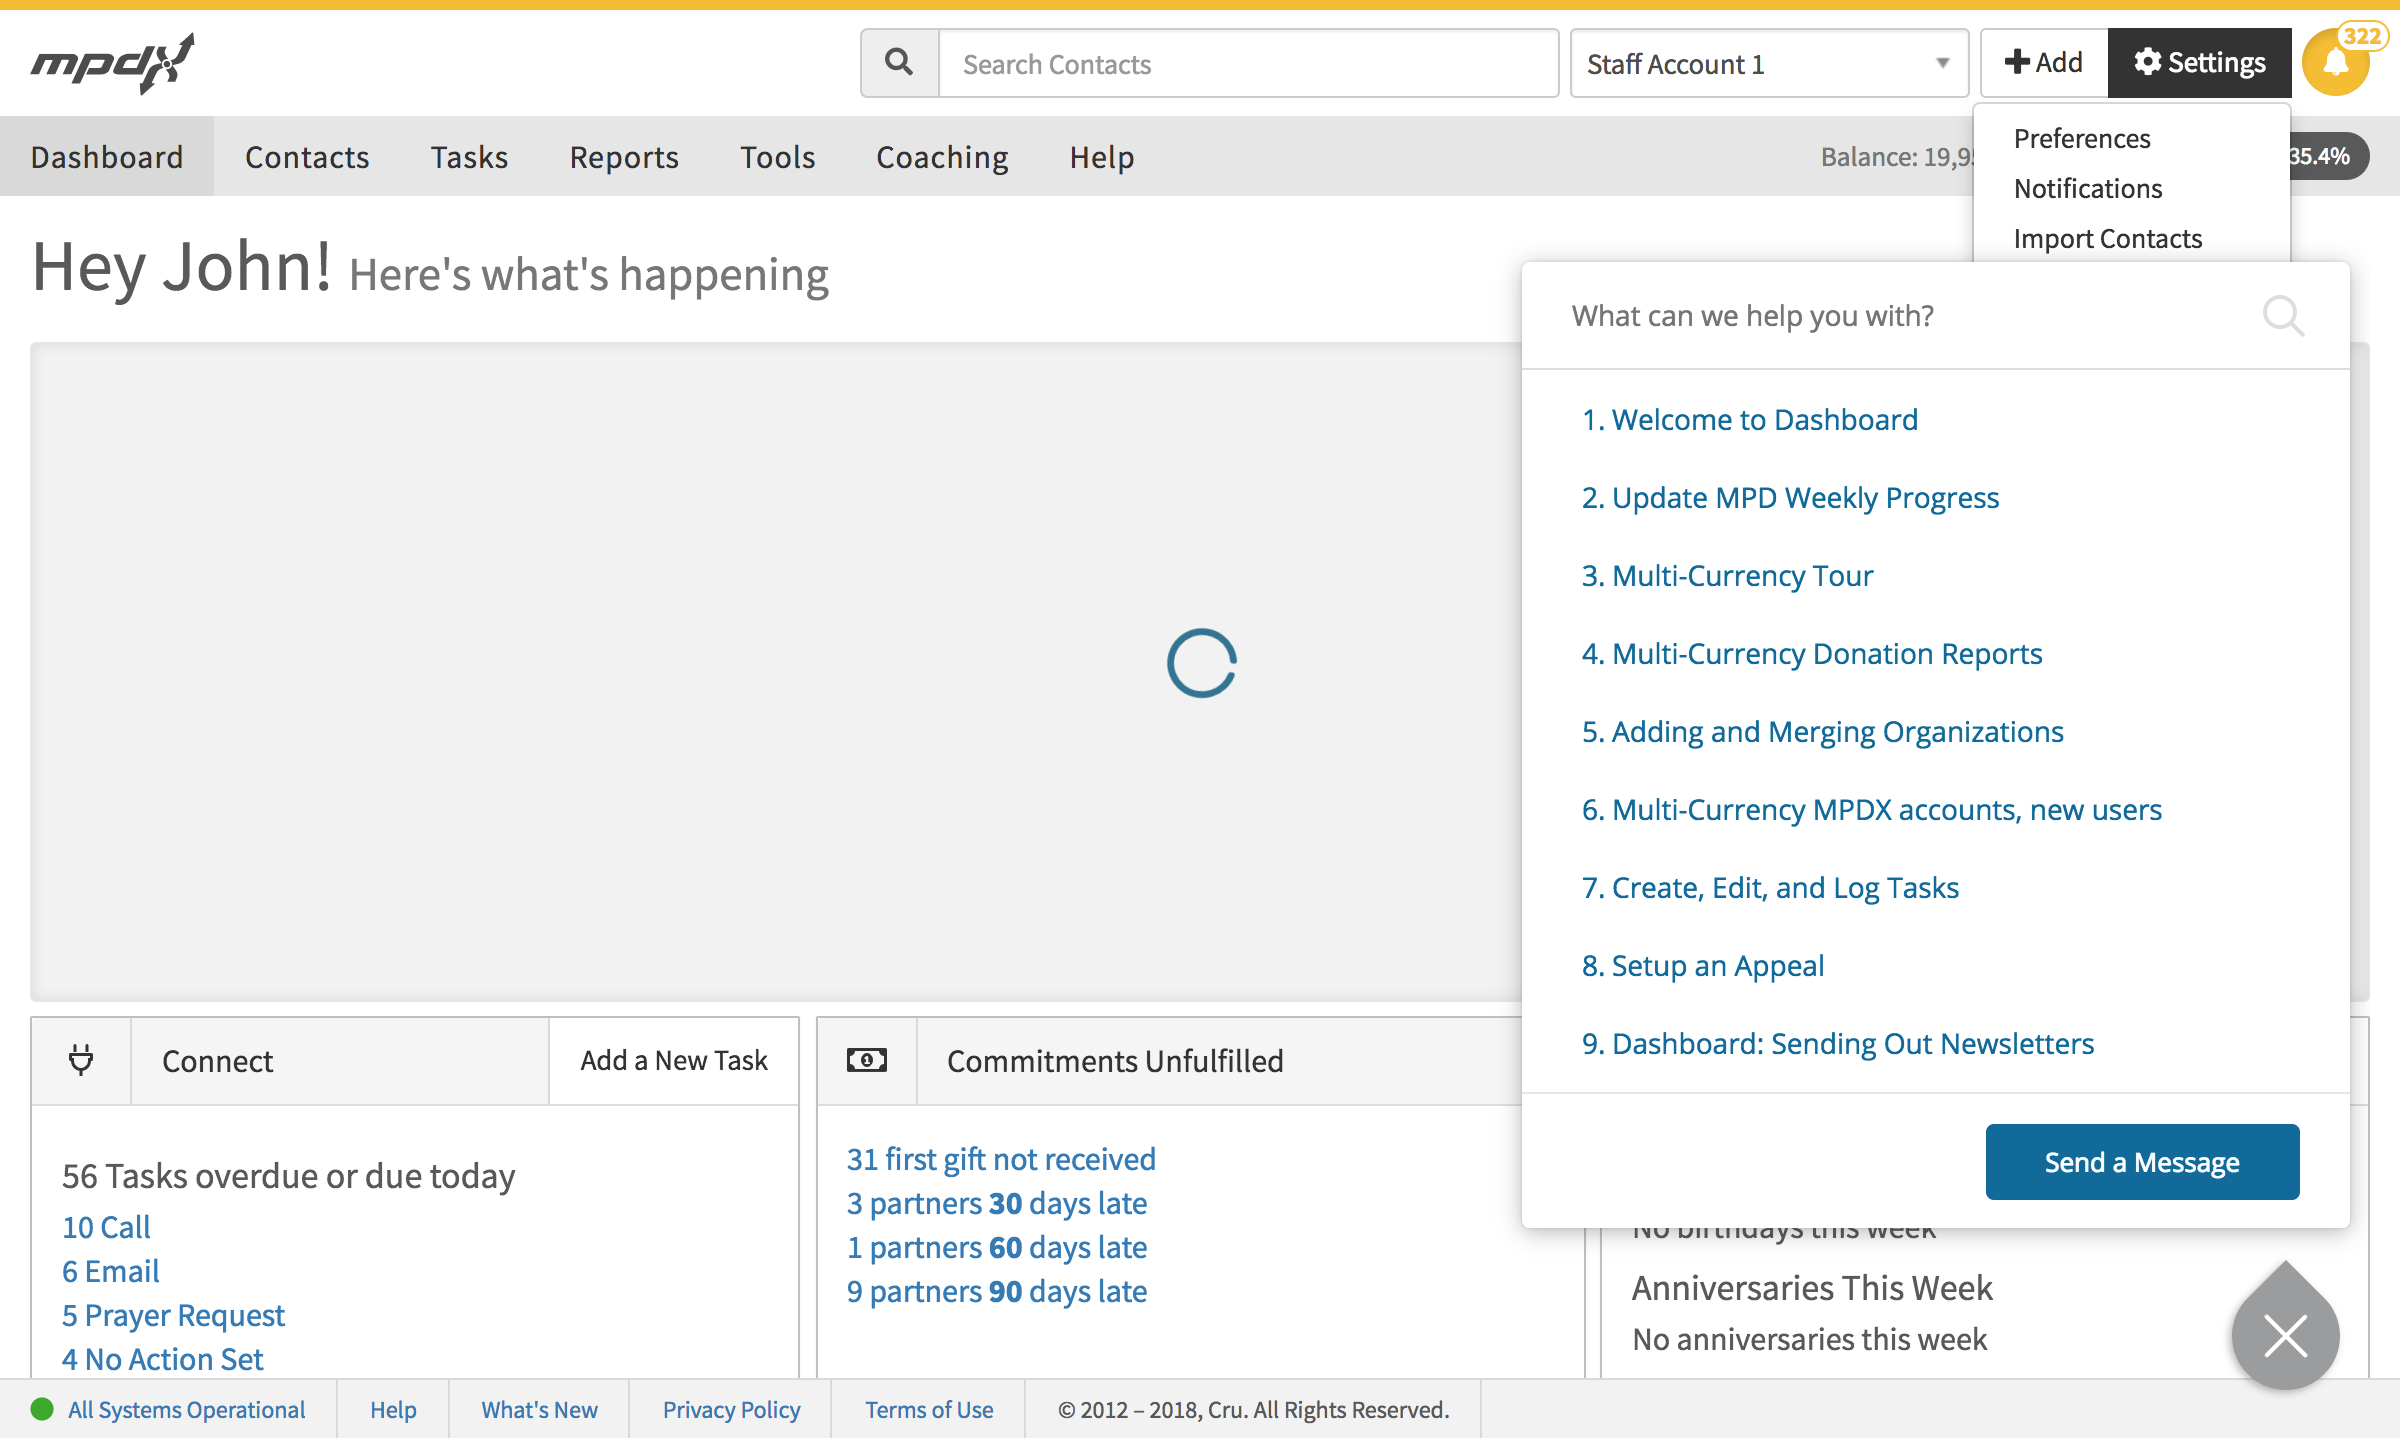 mpdx
Search Contacts
Staff Account 1
Add
Settings
322
Dashboard
Contacts
Tasks
Reports
Tools
Coaching
Help
Balance: 19,9
35.4%
Preferences
Notifications
Import Contacts
Hey John! Here's what's happening
What can we help you with?
1. Welcome to Dashboard
2. Update MPD Weekly Progress
3. Multi-Currency Tour
4. Multi-Currency Donation Reports
5. Adding and Merging Organizations
6. Multi-Currency MPDX accounts, new users
7. Create, Edit, and Log Tasks
8. Setup an Appeal
9. Dashboard: Sending Out Newsletters
Send a Message
Connect
Add a New Task
56 Tasks overdue or due today
10 Call
6 Email
5 Prayer Request
4 No Action Set
Commitments Unfulfilled
31 first gift not received
3 partners 30 days late
1 partners 60 days late
9 partners 90 days late
No birthdays this week
Anniversaries This Week
No anniversaries this week
All Systems Operational
Help
What's New
Privacy Policy
Terms of Use
© 2012 – 2018, Cru. All Rights Reserved.